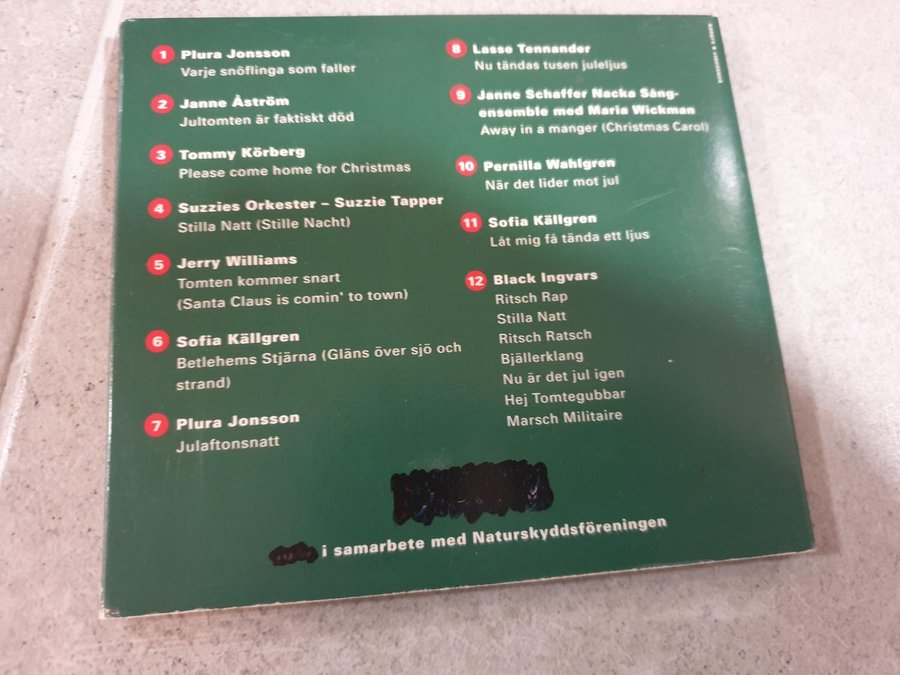 1 Plura Jonsson
Varje snöflinga som faller
2 Janne Åström
Jultomten är faktiskt död
3 Tommy Körberg
Please come home for Christmas
4 Suzzies Orkester – Suzzie Tapper
Stilla Natt (Stille Nacht)
5 Jerry Williams
Tomten kommer snart
(Santa Claus is comin' to town)
6 Sofia Källgren
Betlehems Stjärna (Gläns över sjö och
strand)
7 Plura Jonsson
Julaftonsnatt
8 Lasse Tennander
Nu tändas tusen juleljus
9 Janne Schaffer Nacka Sång-
ensemble med Maria Wickman
Away in a manger (Christmas Carol)
10 Pernilla Wahlgren
När det lider mot jul
11 Sofia Källgren
Låt mig få tända ett ljus
12 Black Ingvars
Ritsch Rap
Stilla Natt
Ritsch Ratsch
Bjällerklang
Nu är det jul igen
Hej Tomtegubbar
Marsch Militaire
i samarbete med Naturskyddsföreningen